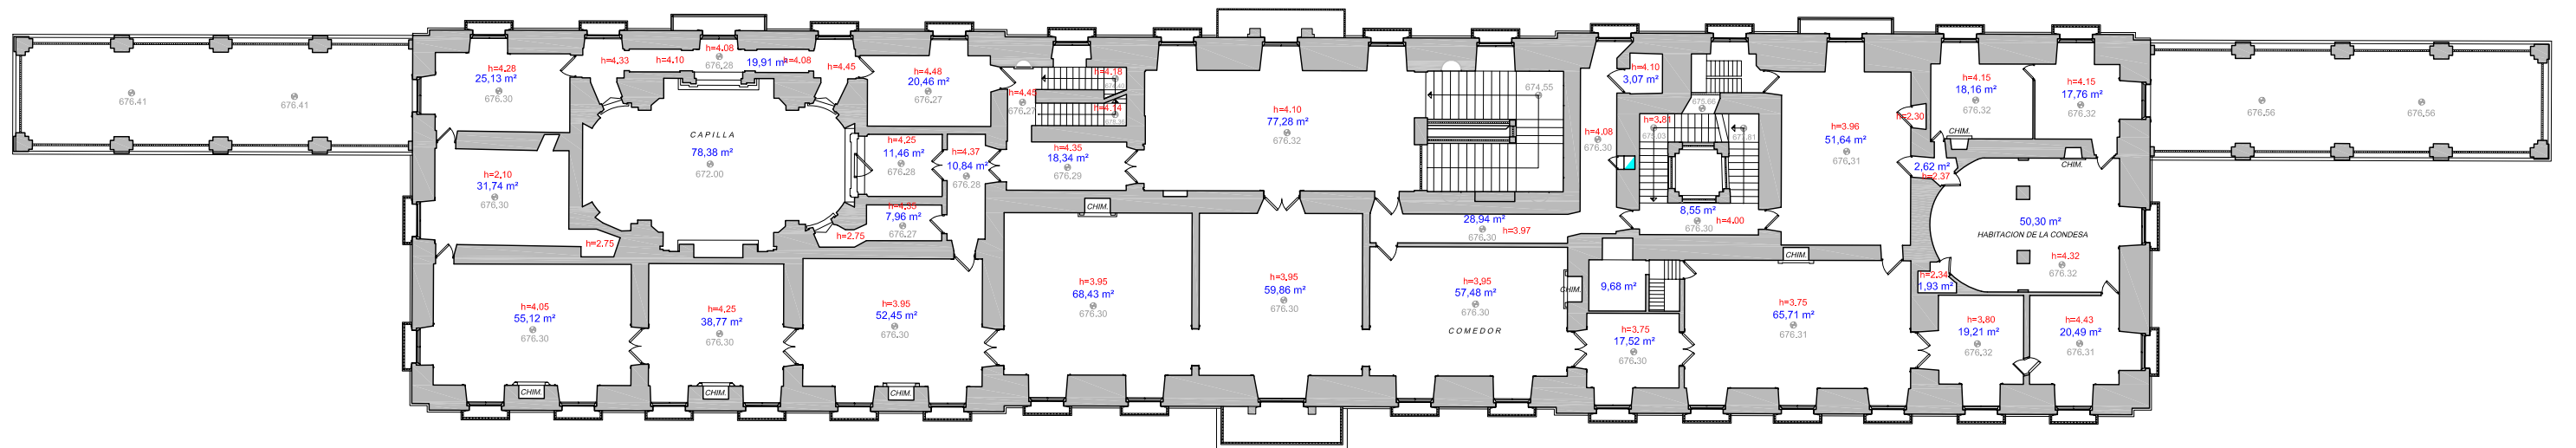 676.41
676.41
h=4.28
25,13 m²
676.30
h=4.33
h=4.10
h=4.08
676.28
19,91 m²
h=4.08
h=4.45
h=4.48
20,46 m²
676.27
h=4.45
676.27
h=4.18
h=4.14
CAPILLA
78,38 m²
672.00
h=4,25
11,46 m²
676.28
h=4.37
10,84 m²
676.28
h=4.35
18,34 m²
676.29
h=4.10
77,28 m²
676.32
674,55
h=4.10
3,07 m²
h=4.08
676.30
675.66
h=3,81
h=3.96
51,64 m²
676.31
h=2.30
h=4.15
18,16 m²
676.32
h=4.15
17,76 m²
676.32
676.56
676.56
CHIM.
CHIM.
2,62 m²
h=2.37
h=2.10
31,74 m²
676,30
h=2.75
h=4.33
7,96 m²
676.27
h=2.75
CHIM.
28,94 m²
676.30
h=3.97
8,55 m²
676.30
h=4.00
50,30 m²
HABITACION DE LA CONDESA
h=4,32
676.32
h=2.34
1,93 m²
h=4,05
55,12 m²
676.30
h=4,25
38,77 m²
676.30
h=3.95
52,45 m²
676.30
h=3,95
68,43 m²
676.30
h=3,95
59,86 m²
676.30
h=3.95
57,48 m²
676.30
COMEDOR
CHIM.
9,68 m²
h=3.75
17,52 m²
676.30
CHIM.
h=3.75
65,71 m²
676.31
h=3,80
19,21 m²
676.32
h=4.43
20,49 m²
676.31
CHIM.
CHIM.
CHIM.